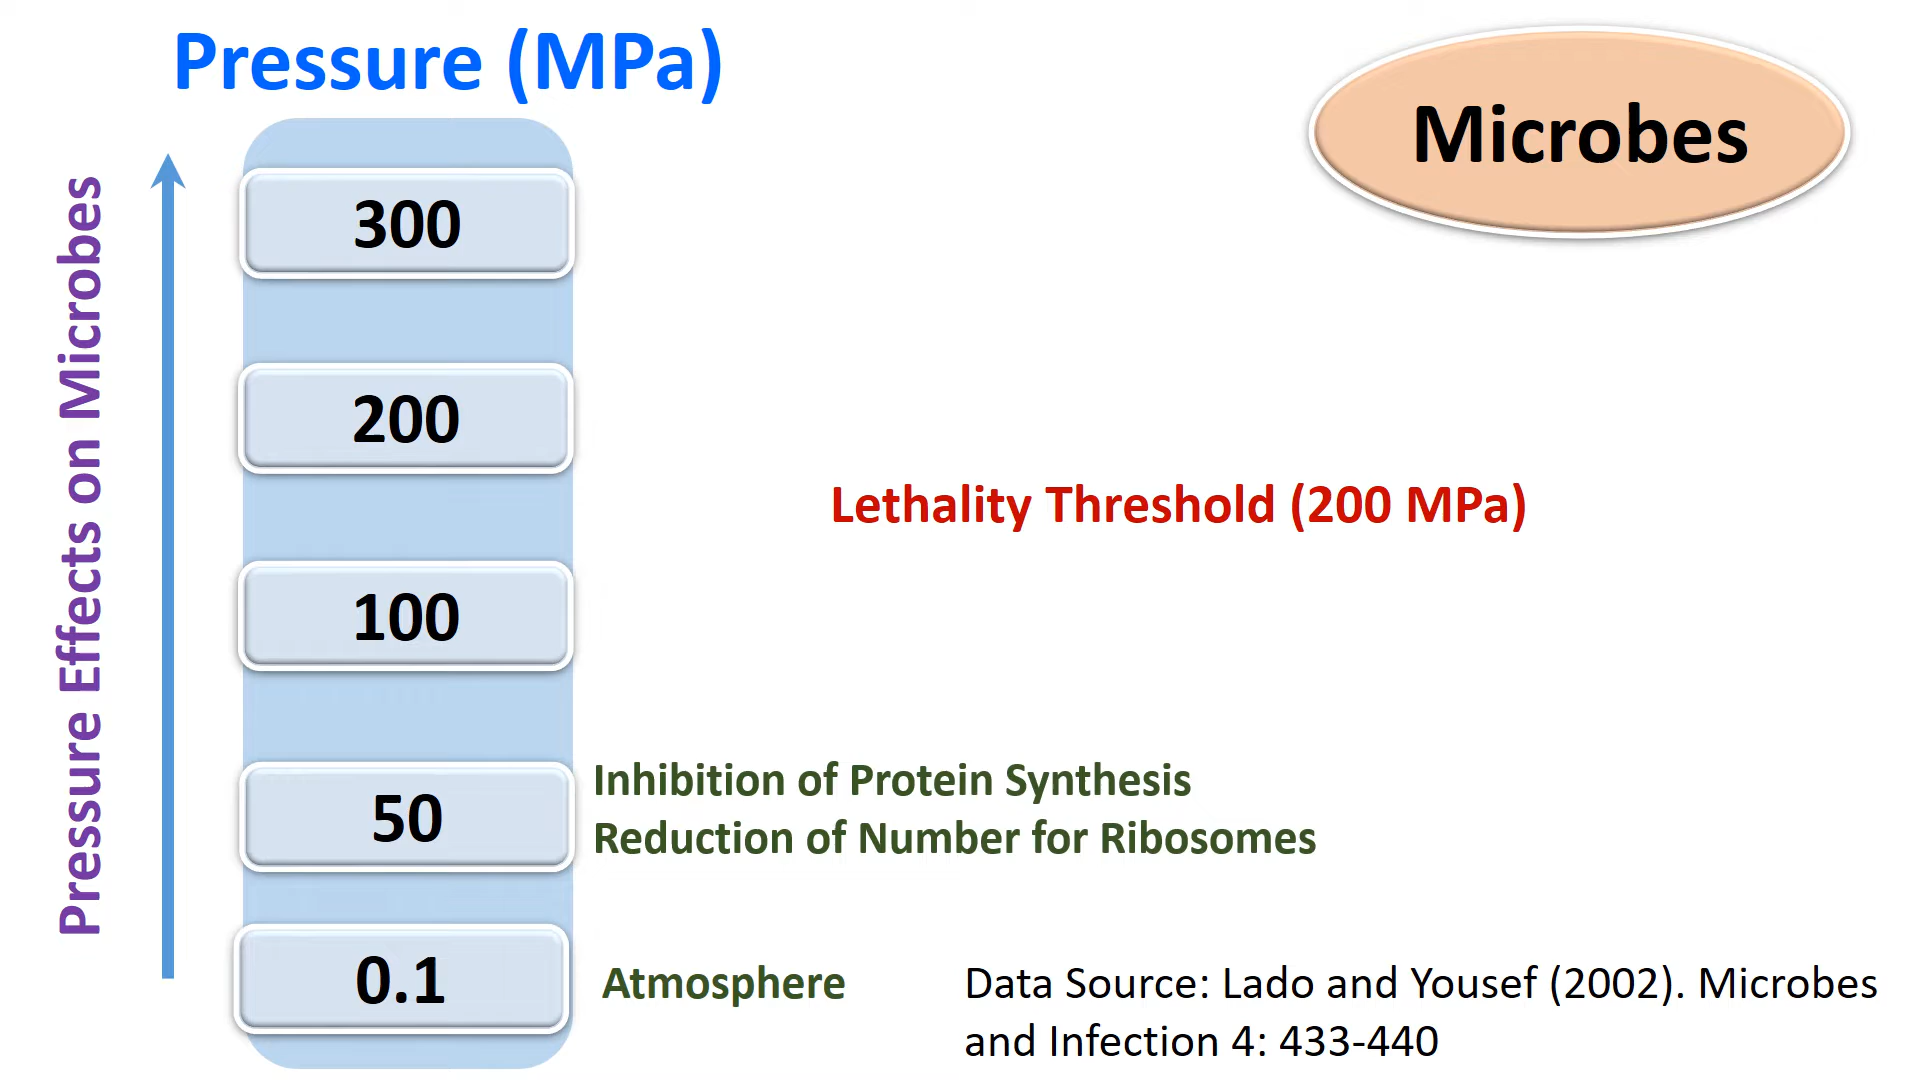 Pressure (MPa)
Microbes
Pressure Effects on Microbes
300
200
Lethality Threshold (200 MPa)
100
50
Inhibition of Protein Synthesis
Reduction of Number for Ribosomes
0.1
Atmosphere
Data Source: Lado and Yousef (2002). Microbes
and Infection 4: 433-440